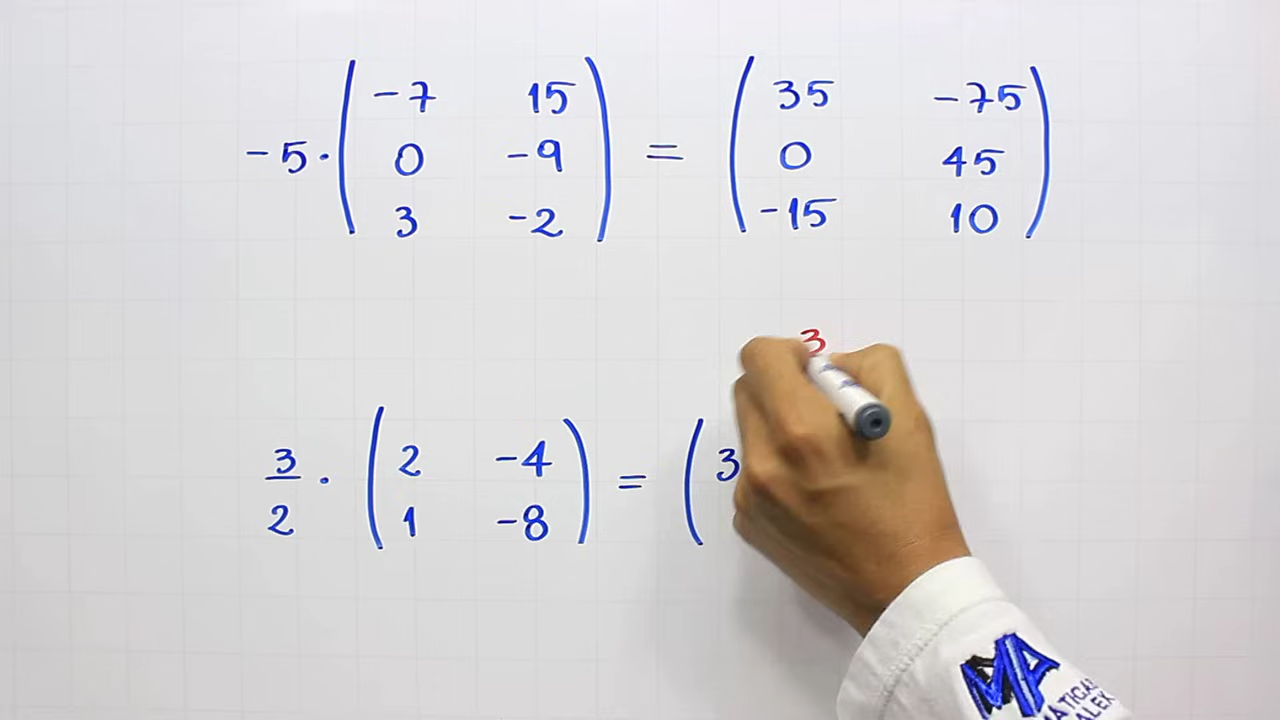 -5 · ( -7 15 ) = ( 35 -75 )
0 -9 0 45
3 -2 -15 10
3
3/2 · ( 2 -4 ) = ( 3
1 -8
MA